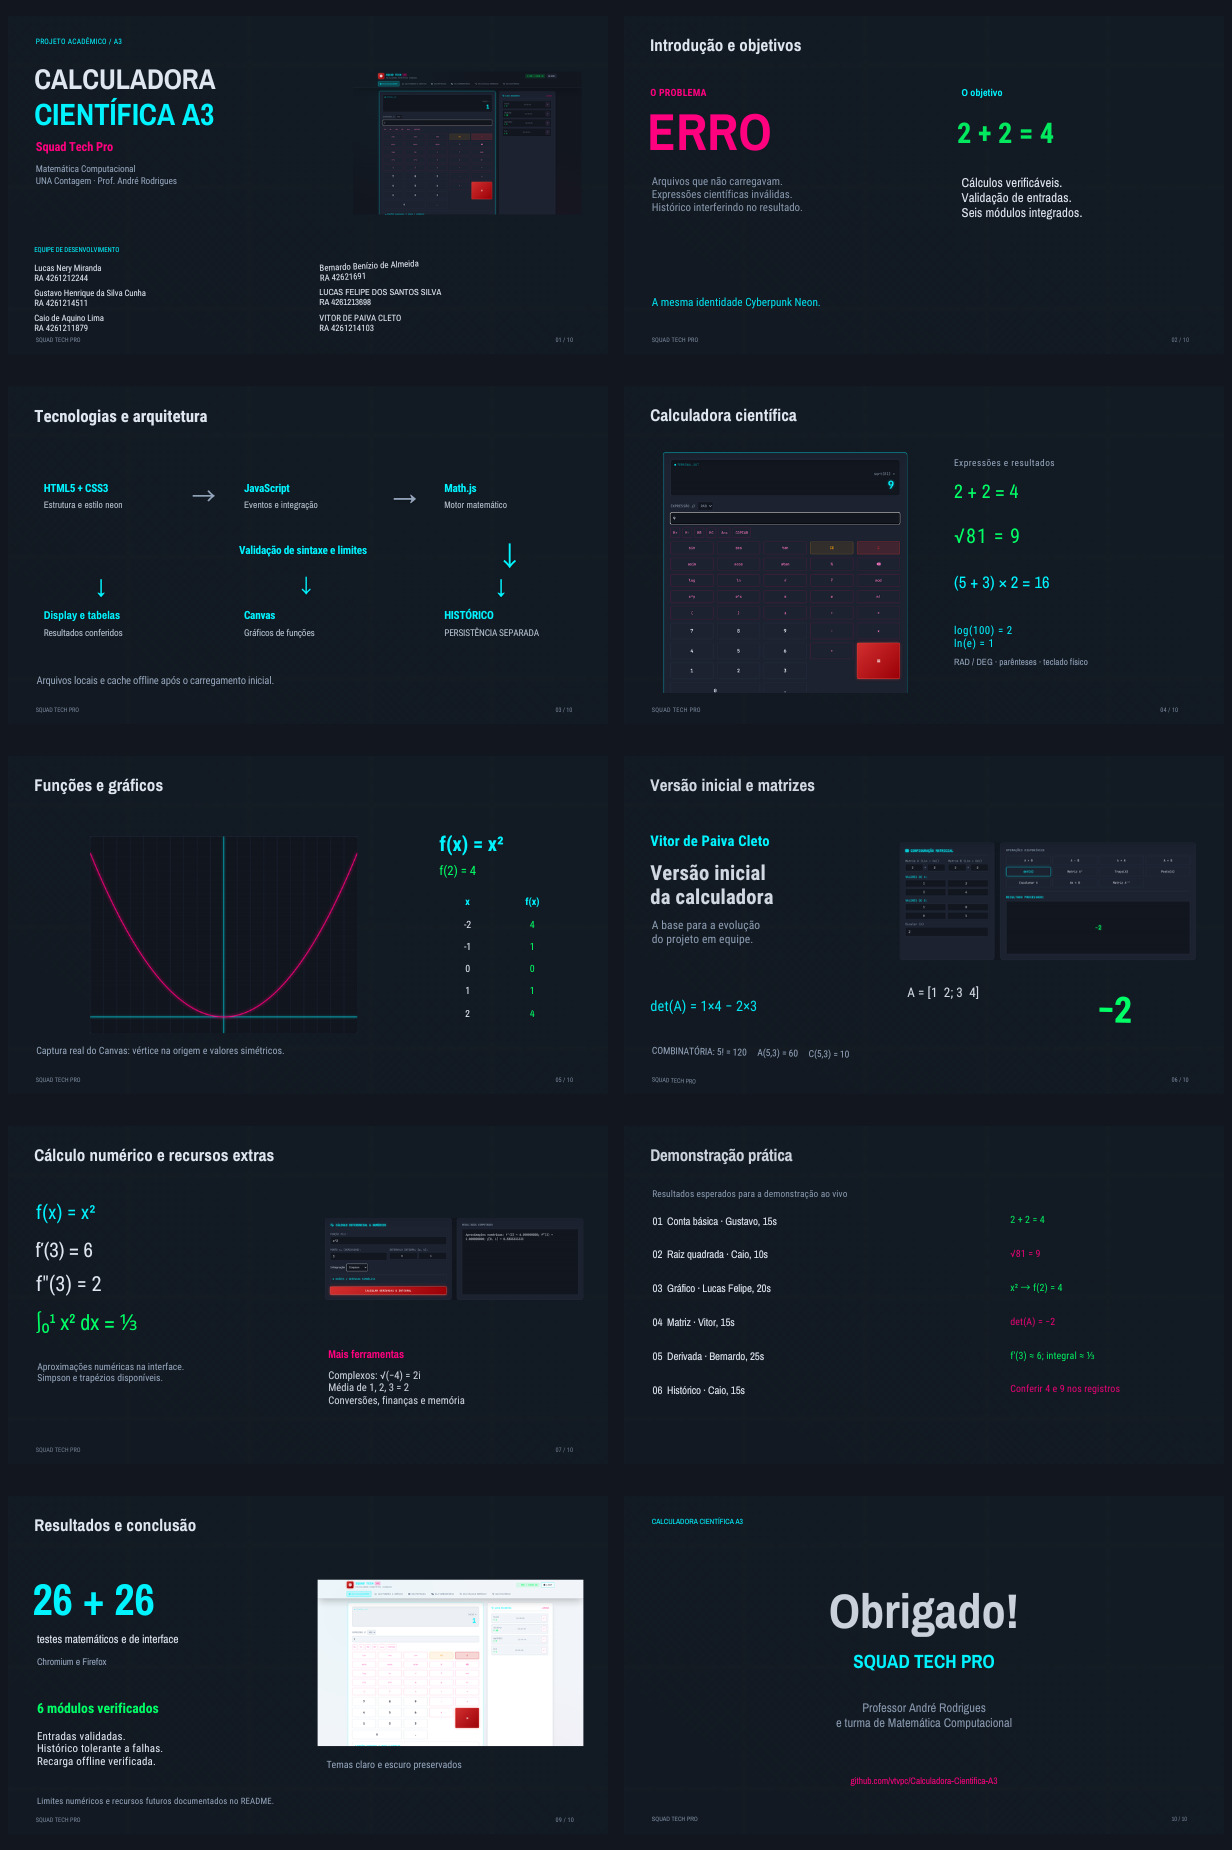 PROJETO ACADÊMICO / A3
CALCULADORA
CIENTÍFICA A3
Squad Tech Pro
Matemática Computacional
UNA Contagem · Prof. André Rodrigues
EQUIPE DE DESENVOLVIMENTO
Lucas Nery Miranda
RA 4261212244
Gustavo Henrique da Silva Cunha
RA 4261214511
Caio de Aquino Lima
RA 4261211879
Bernardo Benízio de Almeida
RA 42621691
LUCAS FELIPE DOS SANTOS SILVA
RA 4261213698
VITOR DE PAIVA CLETO
RA 4261214103
SQUAD TECH PRO
01 / 10
Introdução e objetivos
O PROBLEMA
ERRO
Arquivos que não carregavam.
Expressões científicas inválidas.
Histórico interferindo no resultado.
O objetivo
2 + 2 = 4
Cálculos verificáveis.
Validação de entradas.
Seis módulos integrados.
A mesma identidade Cyberpunk Neon.
SQUAD TECH PRO
02 / 10
Tecnologias e arquitetura
HTML5 + CSS3
Estrutura e estilo neon
→
JavaScript
Eventos e integração
→
Math.js
Motor matemático
Validação de sintaxe e limites
↓
↓
↓
↓
Display e tabelas
Resultados conferidos
Canvas
Gráficos de funções
HISTÓRICO
PERSISTÊNCIA SEPARADA
Arquivos locais e cache offline após o carregamento inicial.
SQUAD TECH PRO
03 / 10
Calculadora científica
9
7 8 9
4 5 6
1 2 3
0
Expressões e resultados
2 + 2 = 4
√81 = 9
(5 + 3) × 2 = 16
log(100) = 2
ln(e) = 1
RAD / DEG · parênteses · teclado físico
SQUAD TECH PRO
04 / 10
Funções e gráficos
f(x) = x²
f(2) = 4
x f(x)
-2 4
-1 1
0 0
1 1
2 4
Captura real do Canvas: vértice na origem e valores simétricos.
SQUAD TECH PRO
05 / 10
Versão inicial e matrizes
Vitor de Paiva Cleto
Versão inicial
da calculadora
A base para a evolução
do projeto em equipe.
det(A) = 1×4 − 2×3
A = [1 2; 3 4]
−2
COMBINATÓRIA: 5! = 120 A(5,3) = 60 C(5,3) = 10
SQUAD TECH PRO
06 / 10
Cálculo numérico e recursos extras
f(x) = x²
f′(3) = 6
f″(3) = 2
∫₀¹ x² dx = ⅓
Aproximações numéricas na interface.
Simpson e trapézios disponíveis.
Mais ferramentas
Complexos: √(−4) = 2i
Média de 1, 2, 3 = 2
Conversões, finanças e memória
SQUAD TECH PRO
07 / 10
Demonstração prática
Resultados esperados para a demonstração ao vivo
01 Conta básica · Gustavo, 15s
2 + 2 = 4
02 Raiz quadrada · Caio, 10s
√81 = 9
03 Gráfico · Lucas Felipe, 20s
x² → f(2) = 4
04 Matriz · Vitor, 15s
det(A) = −2
05 Derivada · Bernardo, 25s
f′(3) ≈ 6; integral ≈ ⅓
06 Histórico · Caio, 15s
Conferir 4 e 9 nos registros
Resultados e conclusão
26 + 26
testes matemáticos e de interface
Chromium e Firefox
6 módulos verificados
Entradas validadas.
Histórico tolerante a falhas.
Recarga offline verificada.
Temas claro e escuro preservados
Limites numéricos e recursos futuros documentados no README.
SQUAD TECH PRO
09 / 10
CALCULADORA CIENTÍFICA A3
Obrigado!
SQUAD TECH PRO
Professor André Rodrigues
e turma de Matemática Computacional
github.com/vtvpc/Calculadora-Cientifica-A3
SQUAD TECH PRO
10 / 10